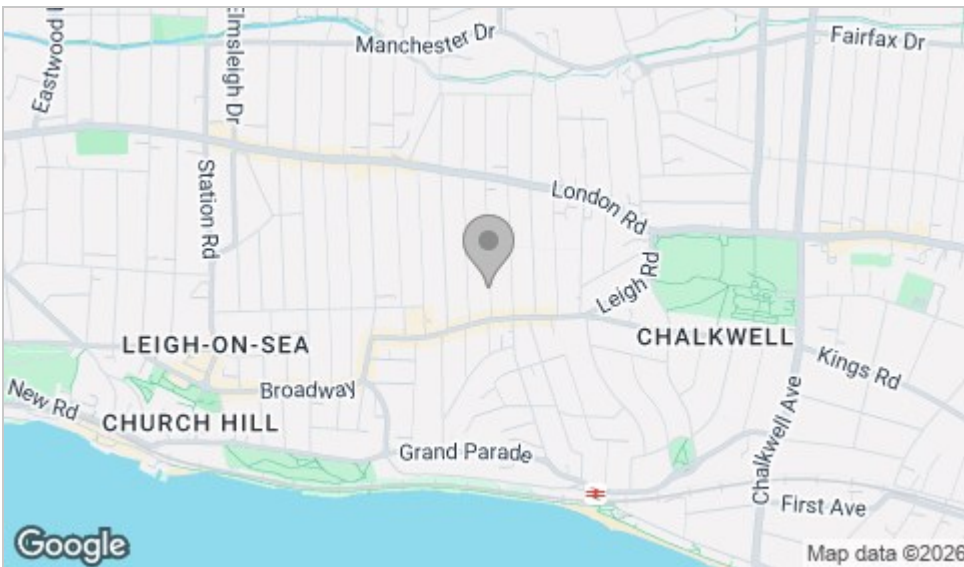 Eastwood
Elmsleigh Dr
Manchester Dr
Fairfax Dr
Station Rd
London Rd
Leigh Rd
LEIGH-ON-SEA
CHALKWELL
Kings Rd
New Rd
Broadway
CHURCH HILL
Grand Parade
Chalkwell Ave
First Ave
Google
Map data ©2026